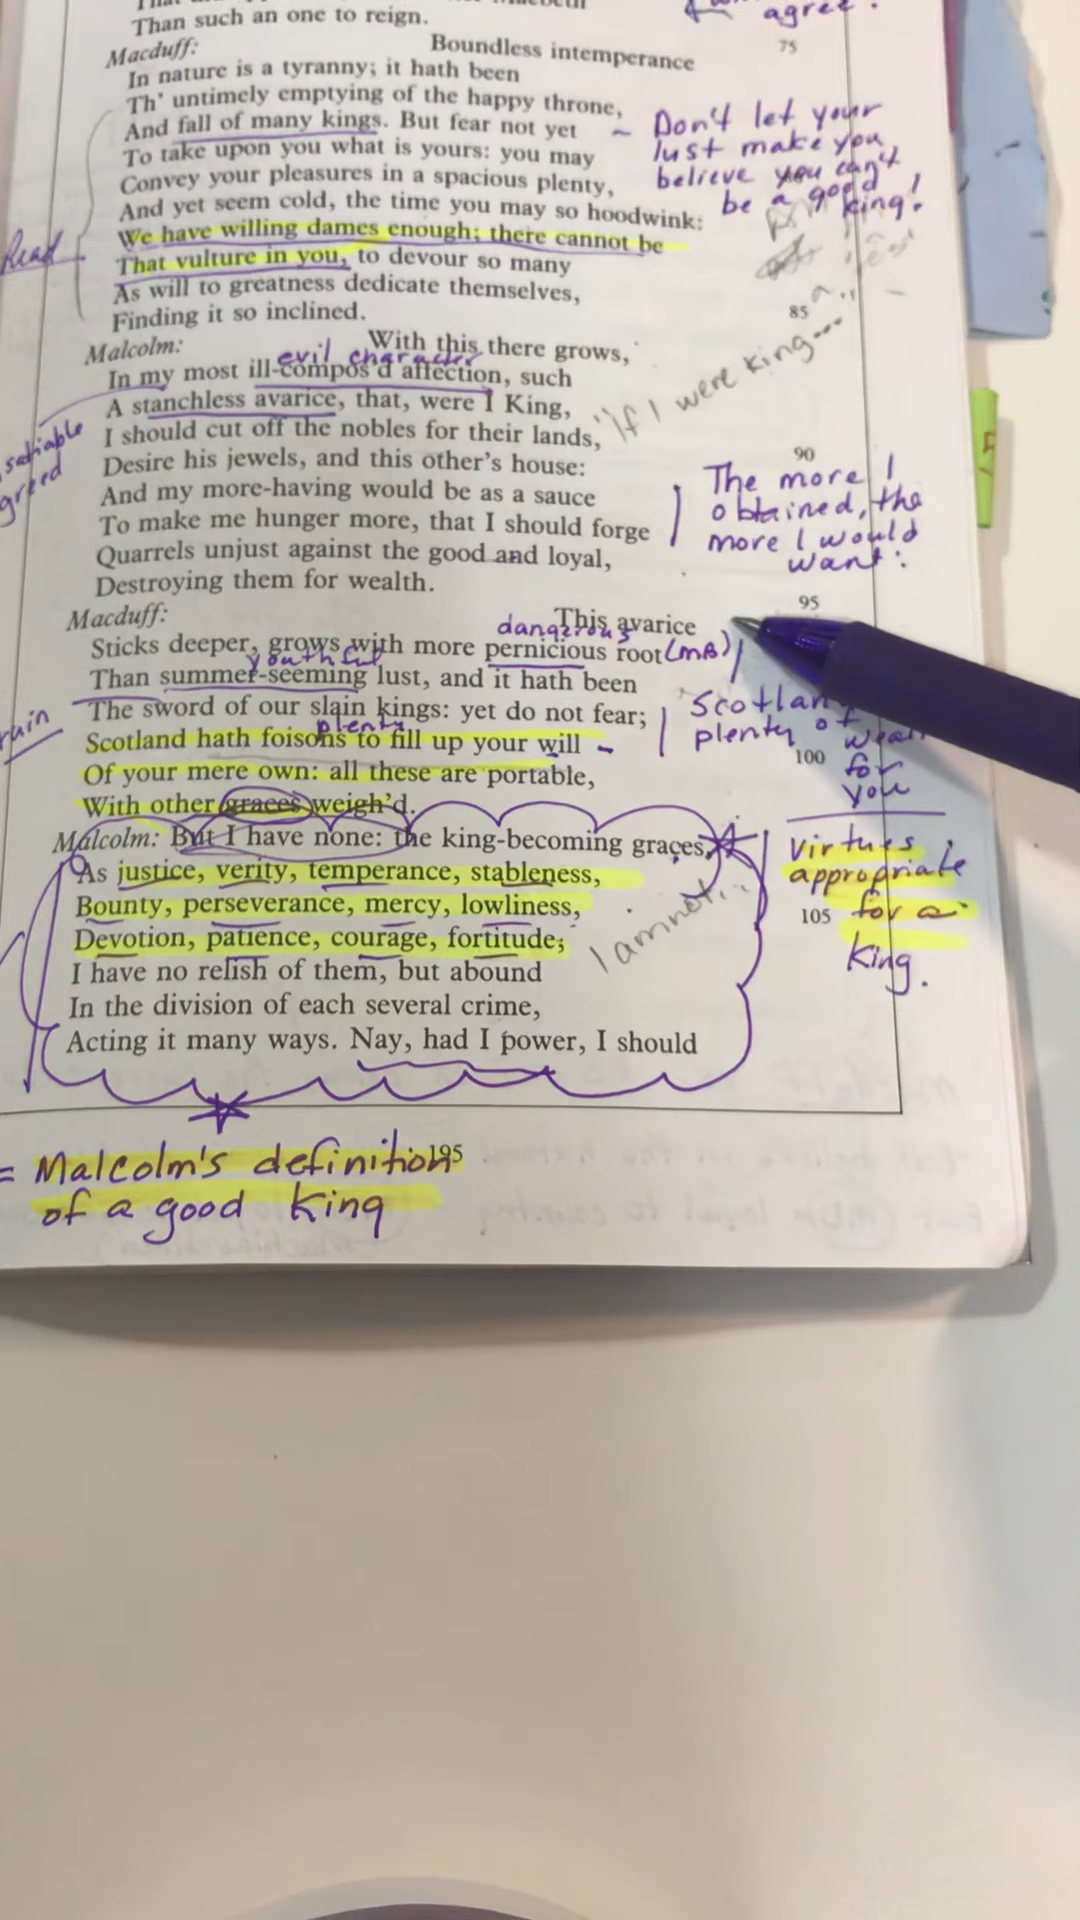 Than such an one to reign.
agree.
Macduff: Boundless intemperance 75
In nature is a tyranny; it hath been
Th' untimely emptying of the happy throne,
And fall of many kings. But fear not yet
To take upon you what is yours: you may
Convey your pleasures in a spacious plenty,
And yet seem cold, the time you may so hoodwink:
We have willing dames enough; there cannot be
That vulture in you, to devour so many
As will to greatness dedicate themselves, 85
Finding it so inclined.
~ Don't let your
lust make you
believe you can't
be a good
king!
Read
Malcolm: With this there grows,
evil character
In my most ill-compos'd affection, such
A stanchless avarice, that, were I King,
I should cut off the nobles for their lands,
"If I were king...
Desire his jewels, and this other's house: 90
And my more-having would be as a sauce
To make me hunger more, that I should forge
Quarrels unjust against the good and loyal,
Destroying them for wealth.
satiable
greed
The more I
obtained, the
more I would
want.
Macduff: This avarice 95
dangerous
Sticks deeper, grows with more pernicious root (MB)
youthful
Than summer-seeming lust, and it hath been
The sword of our slain kings: yet do not fear;
plenty
Scotland hath foisons to fill up your will -
Of your mere own: all these are portable, 100
With other graces weigh'd.
plenty of
for
you
Malcolm: But I have none: the king-becoming graces,
As justice, verity, temperance, stableness,
Bounty, perseverance, mercy, lowliness,
Devotion, patience, courage, fortitude; 105
I have no relish of them, but abound
In the division of each several crime,
Acting it many ways. Nay, had I power, I should
I am not...
virtues
appropriate
for a
king.
195
= Malcolm's definition
of a good king